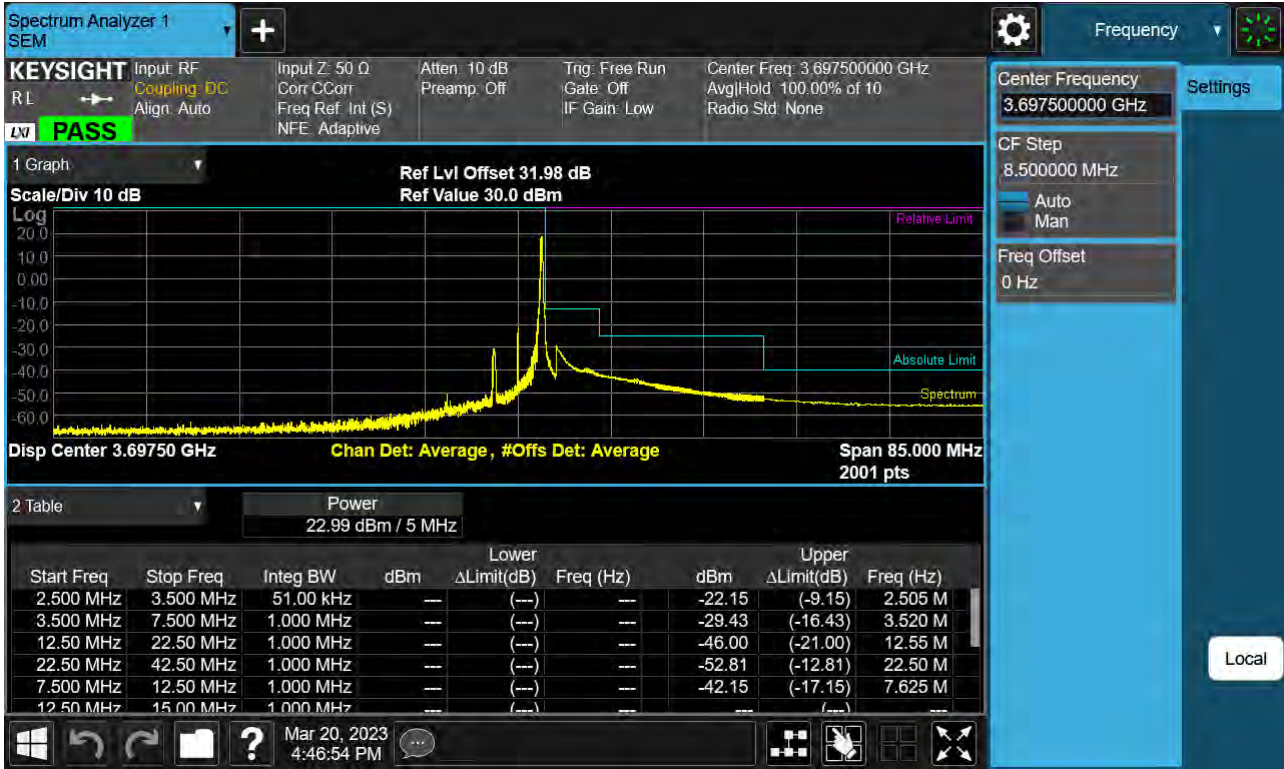 Spectrum Analyzer 1
SEM
Frequency
KEYSIGHT
RL
LXI
PASS
Input: RF
Coupling: DC
Align: Auto
Input Z: 50 Ω
Corr CCorr
Freq Ref: Int (S)
NFE: Adaptive
Atten: 10 dB
Preamp: Off
Trig: Free Run
Gate: Off
IF Gain: Low
Center Freq: 3.697500000 GHz
Avg|Hold: 100.00% of 10
Radio Std: None
Center Frequency
3.697500000 GHz
Settings
CF Step
8.500000 MHz
Auto
Man
Freq Offset
0 Hz
Local
1 Graph
Scale/Div 10 dB
Ref Lvl Offset 31.98 dB
Ref Value 30.0 dBm
Log
20.0
10.0
0.00
-10.0
-20.0
-30.0
-40.0
-50.0
-60.0
Relative Limit
Absolute Limit
Spectrum
Disp Center 3.69750 GHz
Chan Det: Average, #Offs Det: Average
Span 85.000 MHz
2001 pts
2 Table
Power
22.99 dBm / 5 MHz
Lower Upper
Start Freq Stop Freq Integ BW dBm ΔLimit(dB) Freq (Hz) dBm ΔLimit(dB) Freq (Hz)
2.500 MHz 3.500 MHz 51.00 kHz --- (---) --- -22.15 (-9.15) 2.505 M
3.500 MHz 7.500 MHz 1.000 MHz --- (---) --- -29.43 (-16.43) 3.520 M
12.50 MHz 22.50 MHz 1.000 MHz --- (---) --- -46.00 (-21.00) 12.55 M
22.50 MHz 42.50 MHz 1.000 MHz --- (---) --- -52.81 (-12.81) 22.50 M
7.500 MHz 12.50 MHz 1.000 MHz --- (---) --- -42.15 (-17.15) 7.625 M
12.50 MHz 15.00 MHz 1.000 MHz --- (---) --- --- (---) ---
Mar 20, 2023
4:46:54 PM